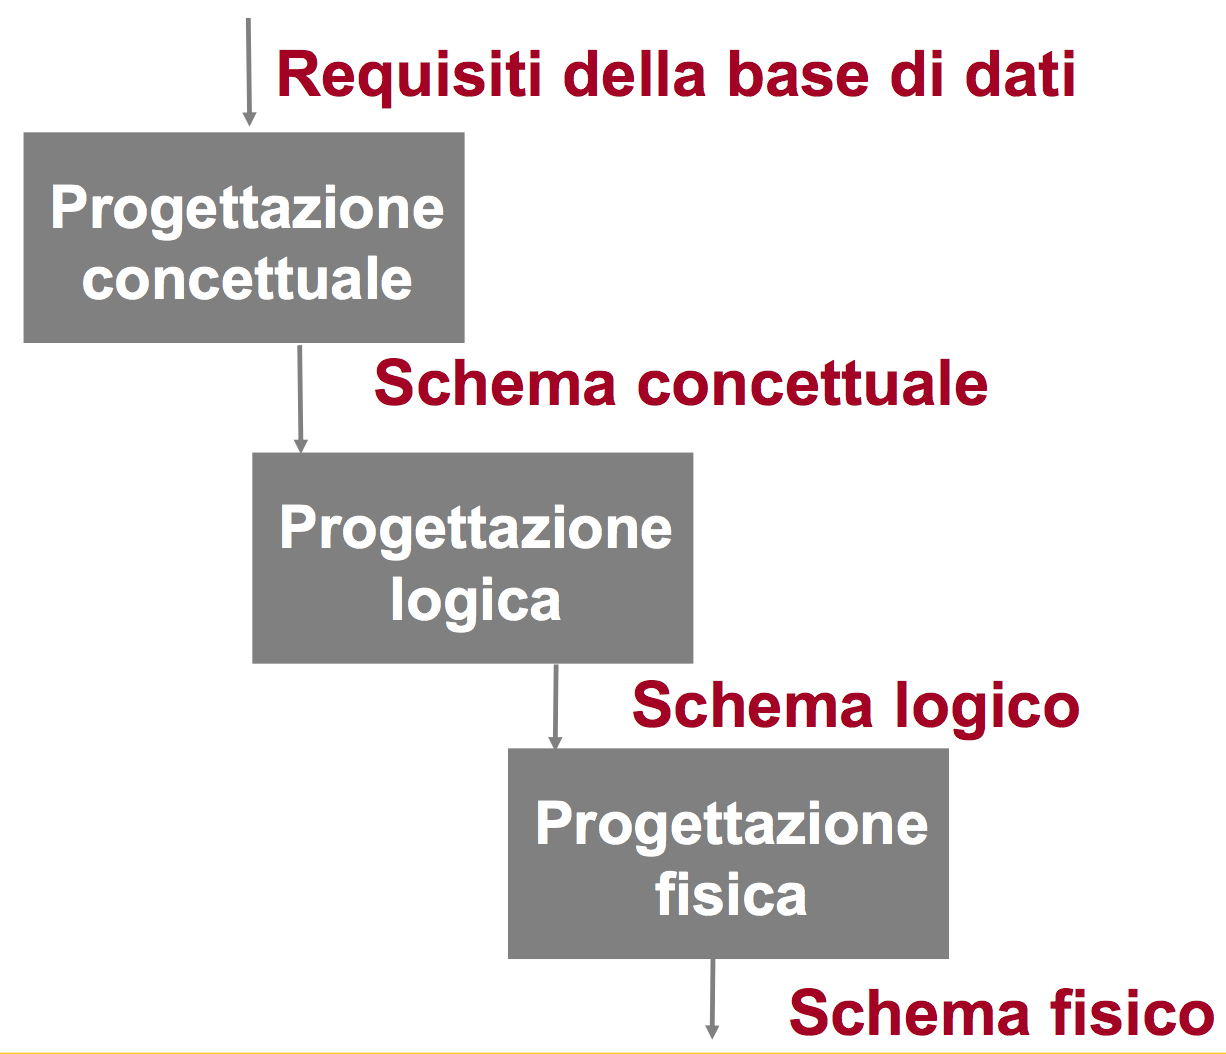 Requisiti della base di dati
Progettazione
concettuale
Schema concettuale
Progettazione
logica
Schema logico
Progettazione
fisica
Schema fisico